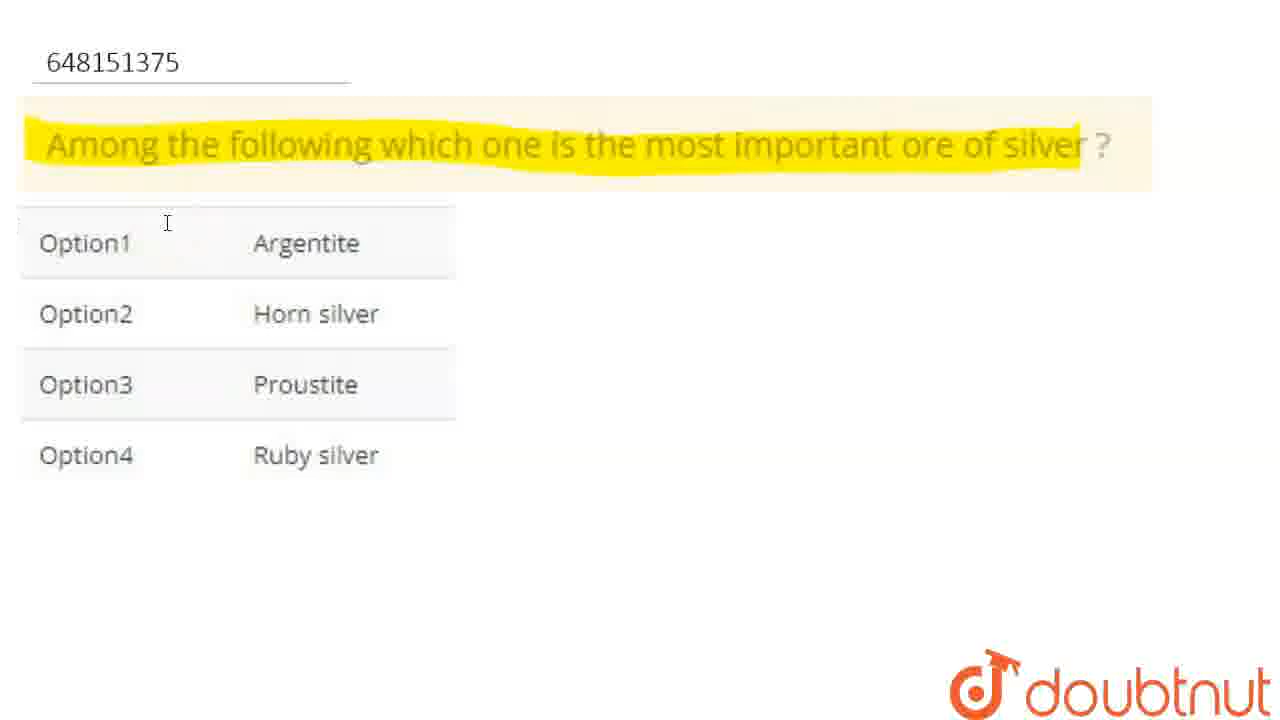 648151375
Among the following which one is the most important ore of silver ?
Option1 Argentite
Option2 Horn silver
Option3 Proustite
Option4 Ruby silver
doubtnut